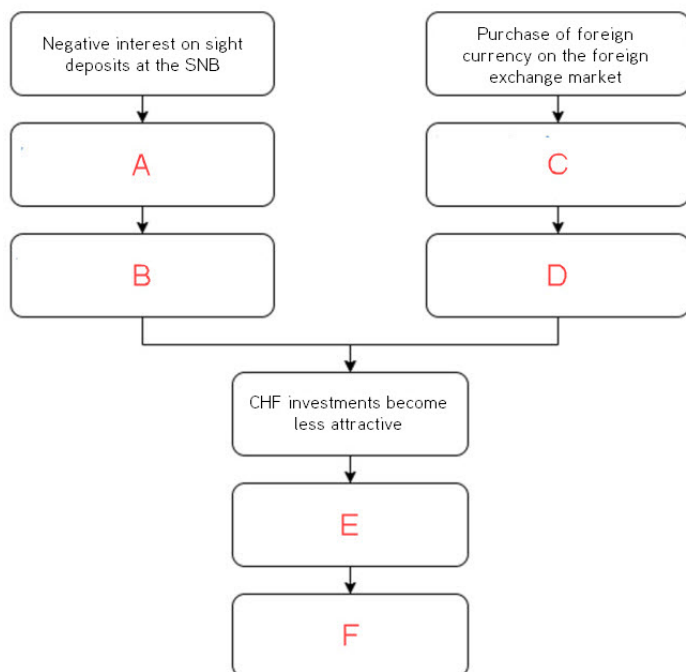 Negative interest on sight
deposits at the SNB
Purchase of foreign
currency on the foreign
exchange market
A
C
B
D
CHF investments become
less attractive
E
F